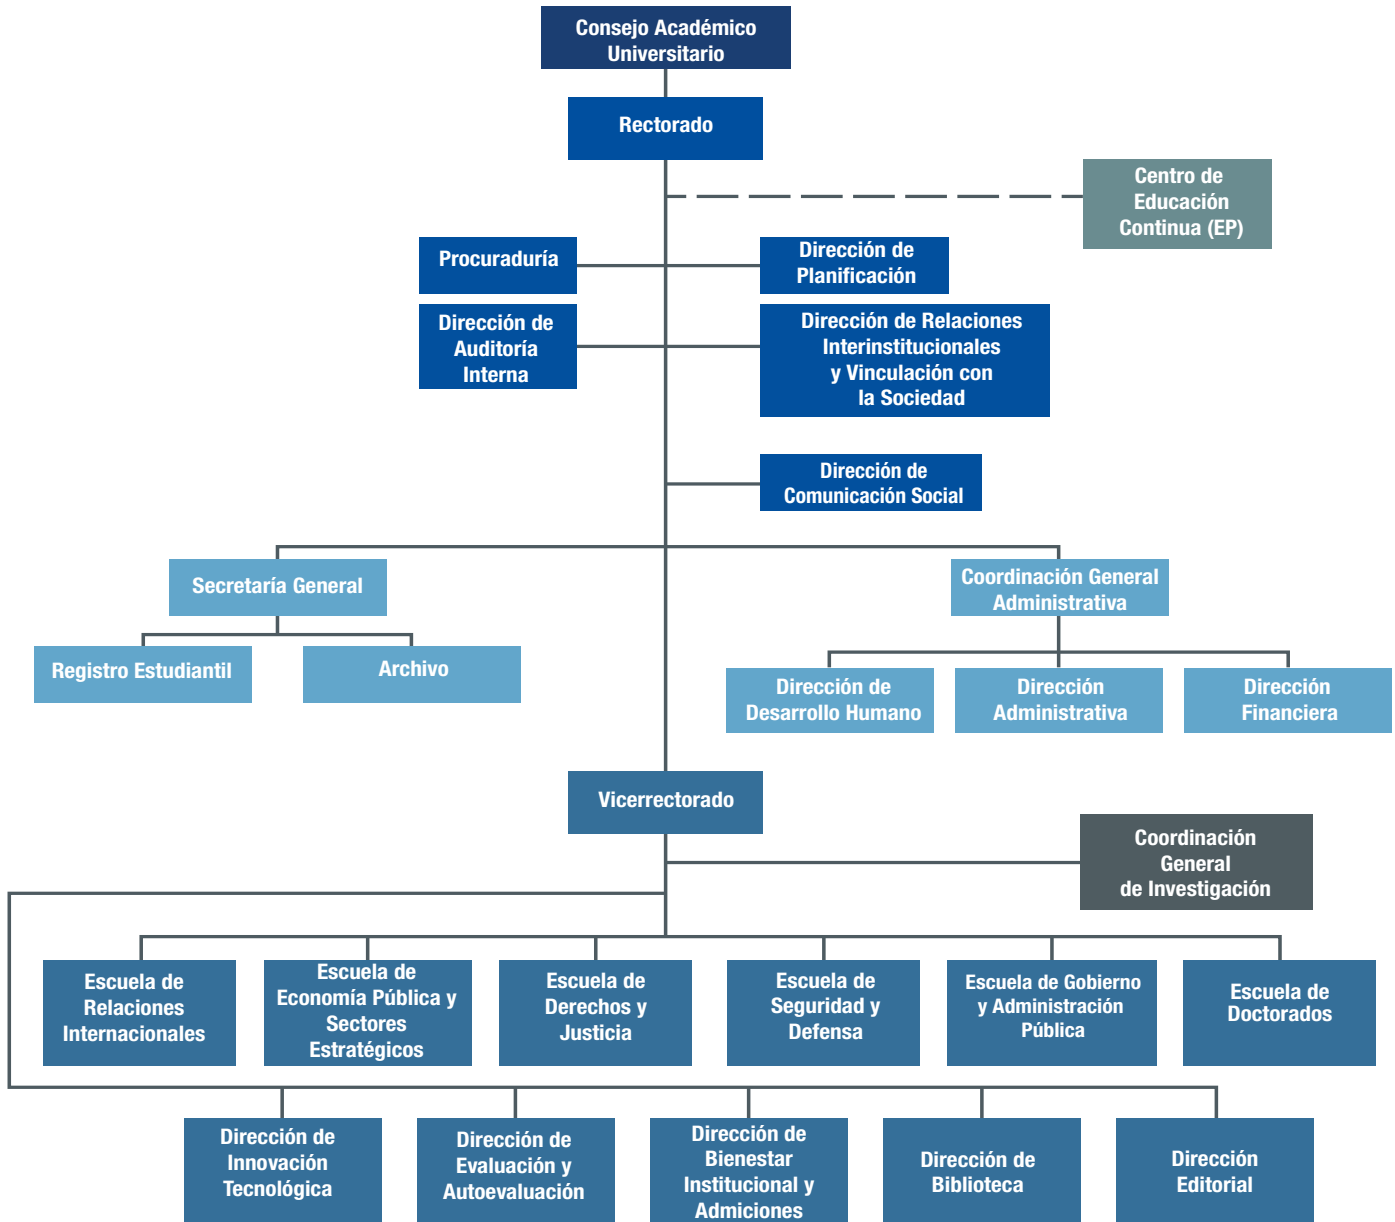 Consejo Académico
Universitario
Rectorado
Centro de
Educación
Continua (EP)
Procuraduría
Dirección de
Planificación
Dirección de
Auditoría
Interna
Dirección de Relaciones
Interinstitucionales
y Vinculación con
la Sociedad
Dirección de
Comunicación Social
Secretaría General
Coordinación General
Administrativa
Registro Estudiantil
Archivo
Dirección de
Desarrollo Humano
Dirección
Administrativa
Dirección
Financiera
Vicerrectorado
Coordinación
General
de Investigación
Escuela de
Relaciones
Internacionales
Escuela de
Economía Pública y
Sectores
Estratégicos
Escuela de
Derechos y
Justicia
Escuela de
Seguridad y
Defensa
Escuela de Gobierno
y Administración
Pública
Escuela de
Doctorados
Dirección de
Innovación
Tecnológica
Dirección de
Evaluación y
Autoevaluación
Dirección de
Bienestar
Institucional y
Admiciones
Dirección de
Biblioteca
Dirección
Editorial